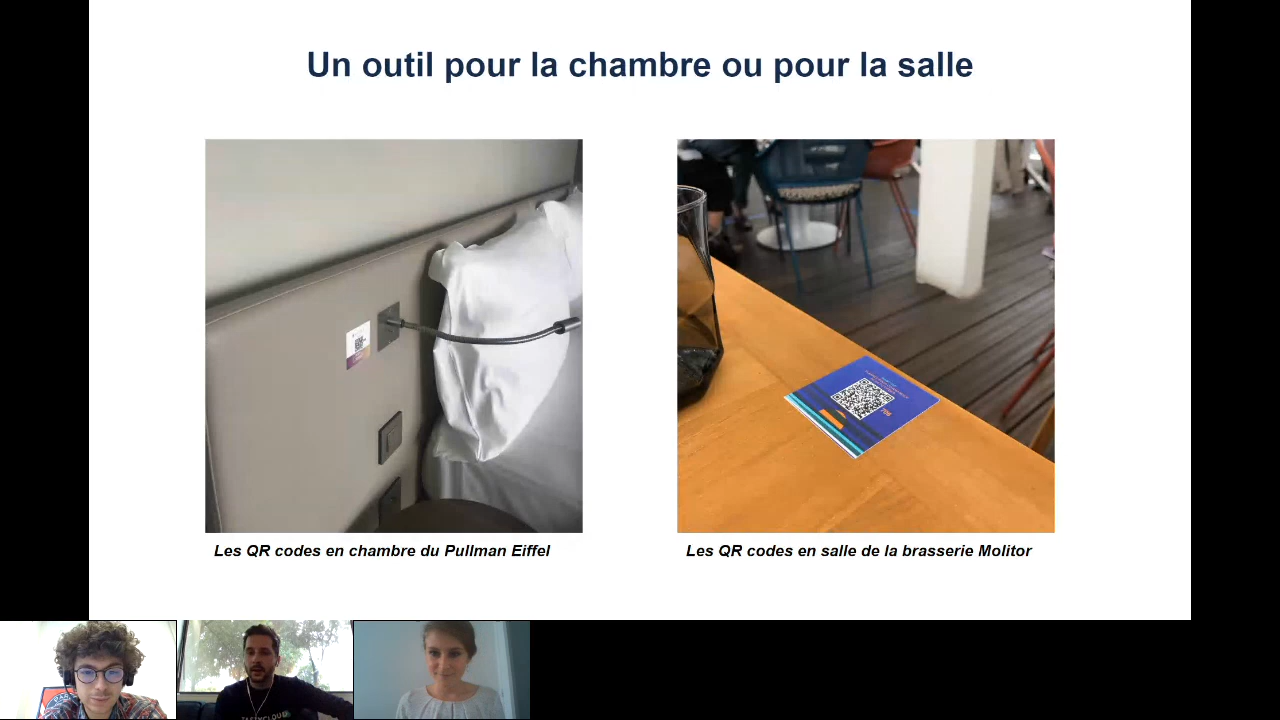 Un outil pour la chambre ou pour la salle
Les QR codes en chambre du Pullman Eiffel
Les QR codes en salle de la brasserie Molitor